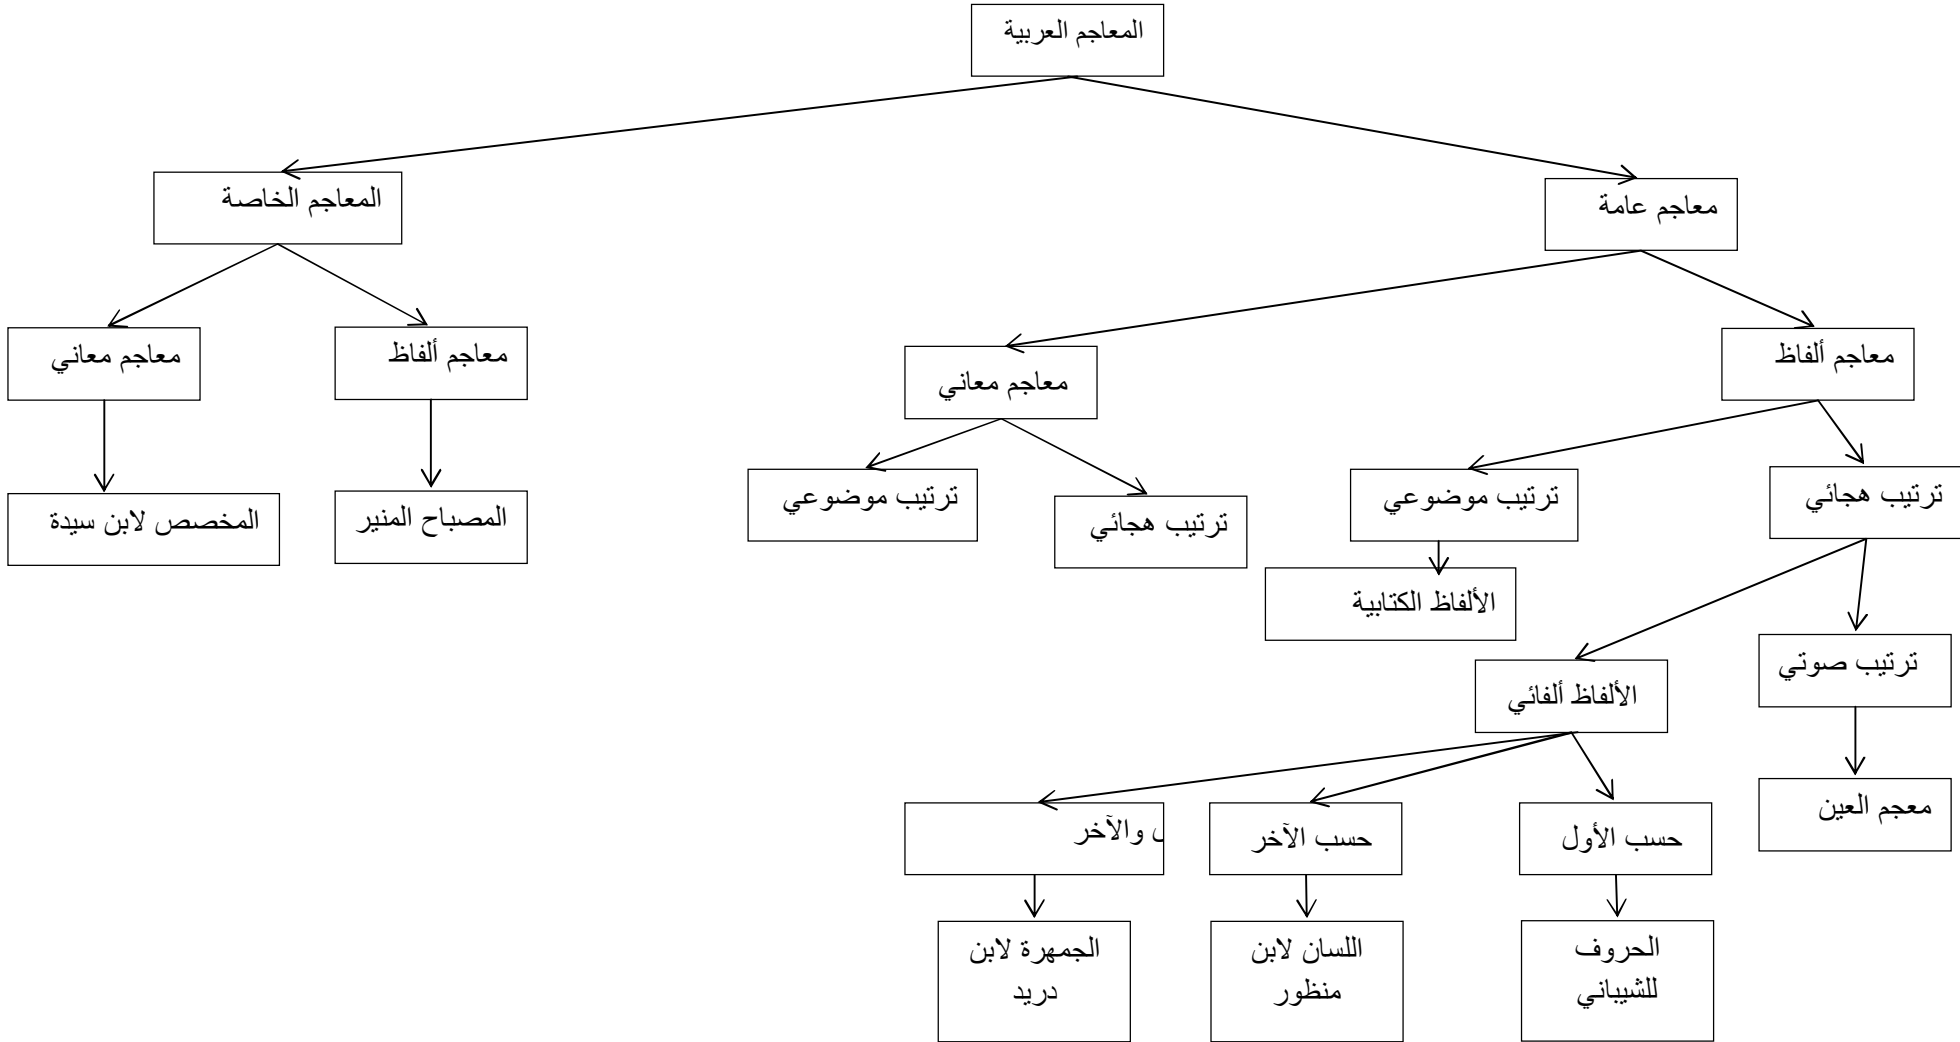 المعاجم العربية
معاجم عامة
المعاجم الخاصة
معاجم ألفاظ
معاجم معاني
معاجم ألفاظ
معاجم معاني
ترتيب هجائي
ترتيب موضوعي
ترتيب هجائي
ترتيب موضوعي
المصباح المنير
المخصص لابن سيدة
الألفاظ الكتابية
ترتيب صوتي
الألفاظ ألفائي
معجم العين
حسب الأول
حسب الآخر
والآخر
الحروف
للشيباني
اللسان لابن
منظور
الجمهرة لابن
دريد